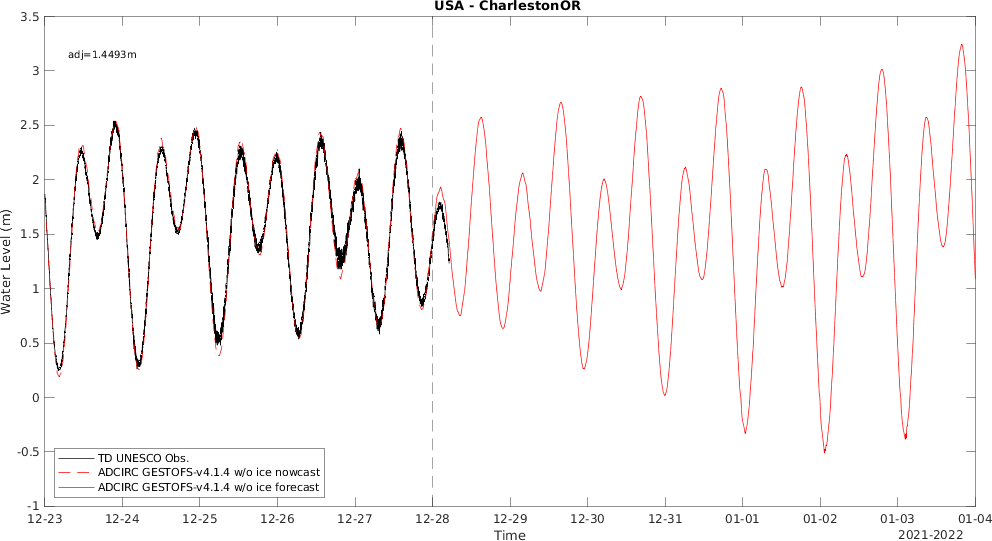 USA - CharlestonOR
adj=1.4493m
3.5
3
2.5
2
1.5
1
0.5
0
-0.5
-1
Water Level (m)
TD UNESCO Obs.
ADCIRC GESTOFS-v4.1.4 w/o ice nowcast
ADCIRC GESTOFS-v4.1.4 w/o ice forecast
12-23 12-24 12-25 12-26 12-27 12-28 12-29 12-30 12-31 01-01 01-02 01-03 01-04
Time
2021-2022